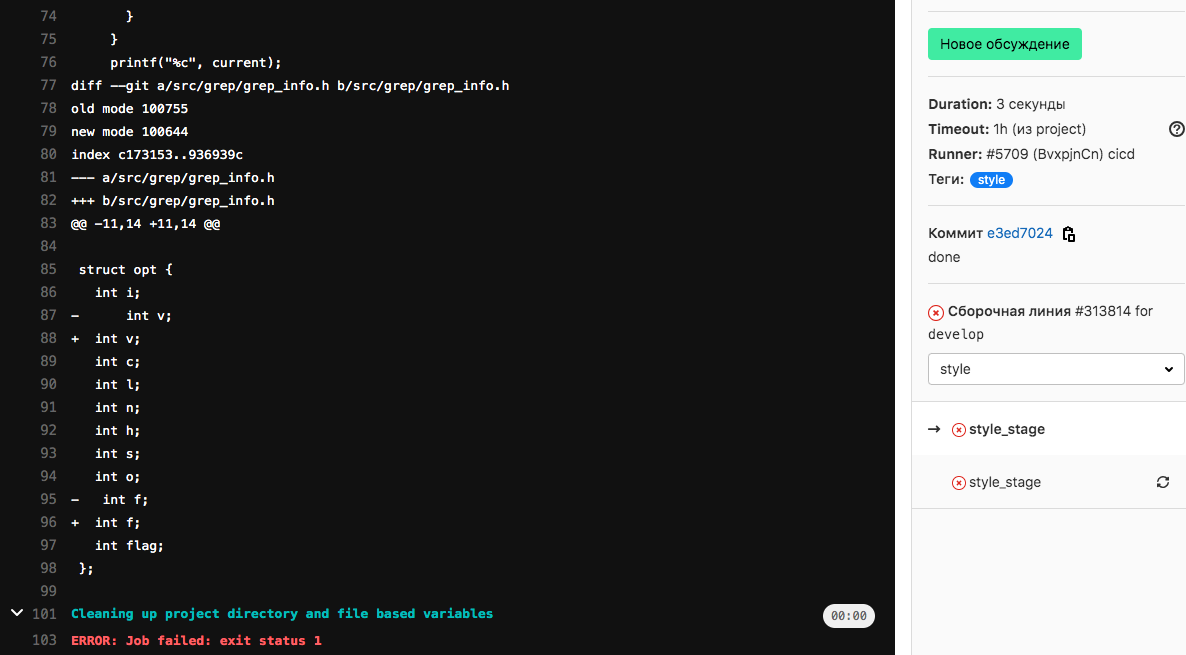 74 }
75 }
76 printf("%c", current);
77 diff --git a/src/grep/grep_info.h b/src/grep/grep_info.h
78 old mode 100755
79 new mode 100644
80 index c173153..936939c
81 --- a/src/grep/grep_info.h
82 +++ b/src/grep/grep_info.h
83 @@ -11,14 +11,14 @@
84
85 struct opt {
86 int i;
87 - int v;
88 + int v;
89 int c;
90 int l;
91 int n;
92 int h;
93 int s;
94 int o;
95 - int f;
96 + int f;
97 int flag;
98 };
99
101 Cleaning up project directory and file based variables 00:00
103 ERROR: Job failed: exit status 1
Новое обсуждение
Duration: 3 секунды
Timeout: 1h (из project)
Runner: #5709 (BvxpjnCn) cicd
Теги: style
Коммит e3ed7024
done
Сборочная линия #313814 for
develop
style
→ style_stage
style_stage